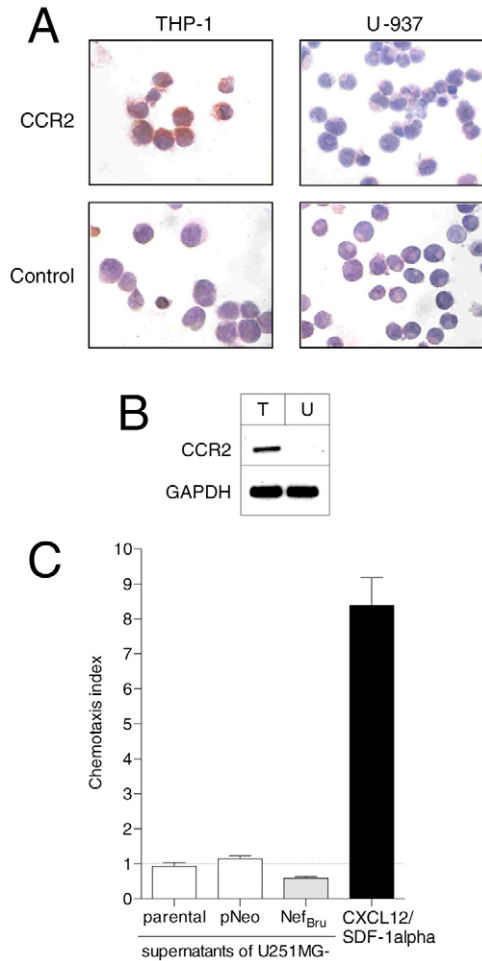 A
THP-1 U-937
CCR2
Control
B
T U
CCR2
GAPDH
C
10
9
8
7
6
5
4
3
2
1
0
Chemotaxis index
parental pNeo NefBru CXCL12/
SDF-1alpha
supernatants of U251MG-